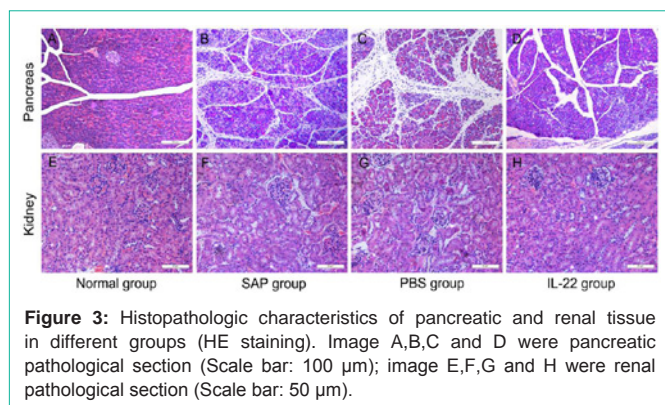 A B C D
Pancreas
E F G H
Kidney
Normal group SAP group PBS group IL-22 group
Figure 3: Histopathologic characteristics of pancreatic and renal tissue
in different groups (HE staining). Image A,B,C and D were pancreatic
pathological section (Scale bar: 100 µm); image E,F,G and H were renal
pathological section (Scale bar: 50 µm).